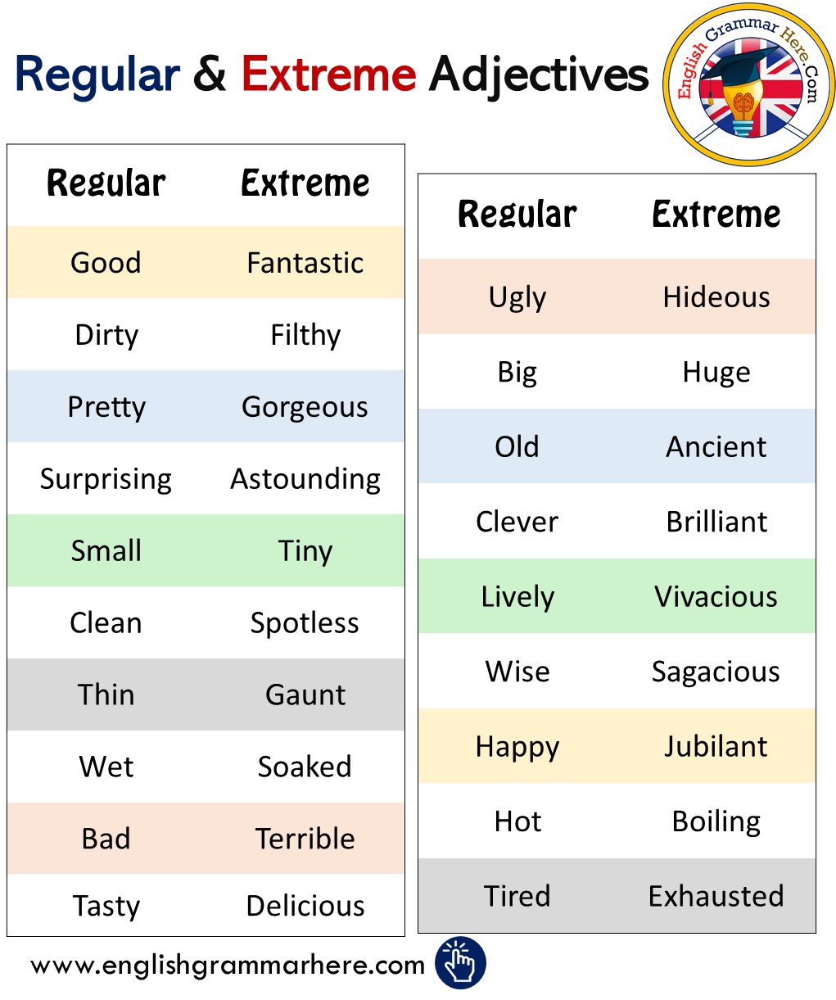 Regular & Extreme Adjectives
English Grammar Here.Com
Regular Extreme
Good Fantastic
Dirty Filthy
Pretty Gorgeous
Surprising Astounding
Small Tiny
Clean Spotless
Thin Gaunt
Wet Soaked
Bad Terrible
Tasty Delicious
Regular Extreme
Ugly Hideous
Big Huge
Old Ancient
Clever Brilliant
Lively Vivacious
Wise Sagacious
Happy Jubilant
Hot Boiling
Tired Exhausted
www.englishgrammarhere.com